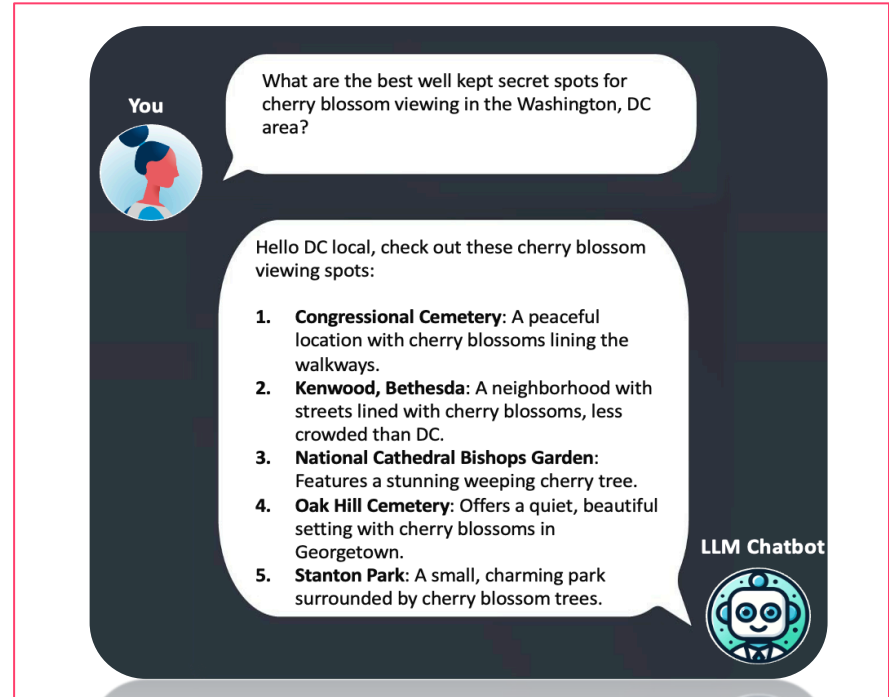 You
What are the best well kept secret spots for
cherry blossom viewing in the Washington, DC
area?
Hello DC local, check out these cherry blossom
viewing spots:
1. Congressional Cemetery: A peaceful
location with cherry blossoms lining the
walkways.
2. Kenwood, Bethesda: A neighborhood with
streets lined with cherry blossoms, less
crowded than DC.
3. National Cathedral Bishops Garden:
Features a stunning weeping cherry tree.
4. Oak Hill Cemetery: Offers a quiet, beautiful
setting with cherry blossoms in
Georgetown.
5. Stanton Park: A small, charming park
surrounded by cherry blossom trees.
LLM Chatbot